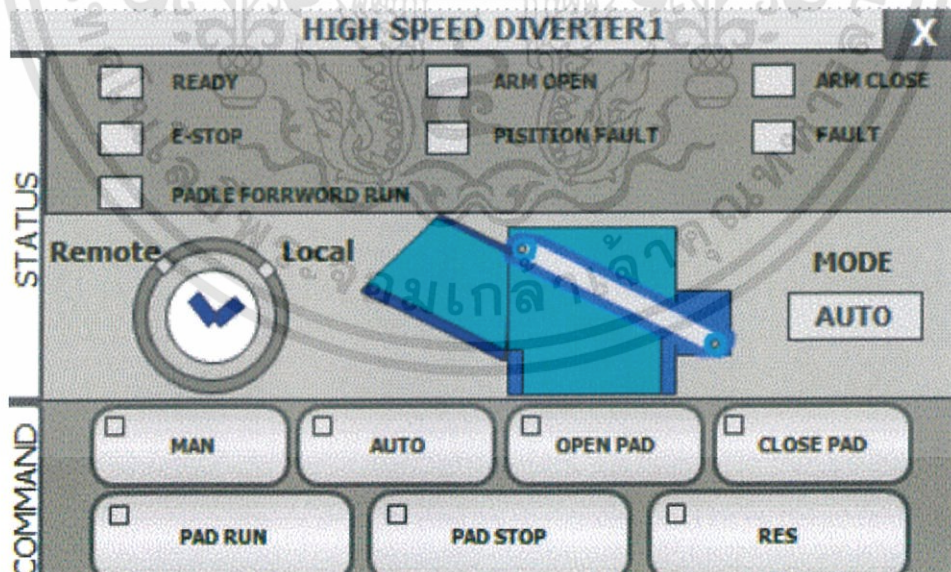 HIGH SPEED DIVERTER1 X
STATUS
READY ARM OPEN ARM CLOSE
E-STOP PISITION FAULT FAULT
PADLE FORRWORD RUN
Remote Local
MODE
AUTO
COMMAND
MAN AUTO OPEN PAD CLOSE PAD
PAD RUN PAD STOP RES